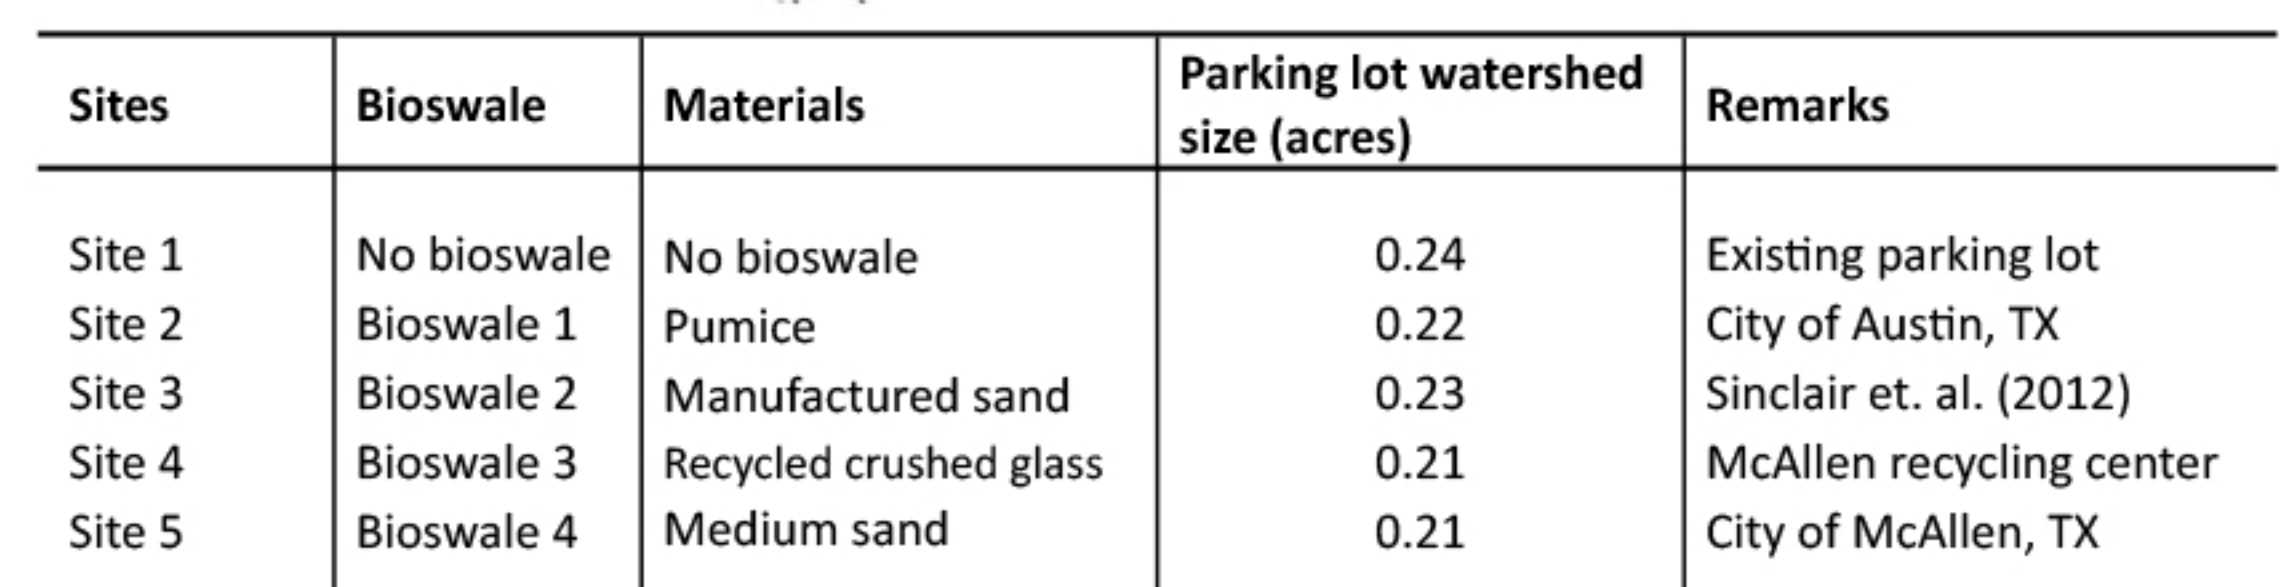 Sites Bioswale Materials Parking lot watershed size (acres) Remarks
Site 1 No bioswale No bioswale 0.24 Existing parking lot
Site 2 Bioswale 1 Pumice 0.22 City of Austin, TX
Site 3 Bioswale 2 Manufactured sand 0.23 Sinclair et. al. (2012)
Site 4 Bioswale 3 Recycled crushed glass 0.21 McAllen recycling center
Site 5 Bioswale 4 Medium sand 0.21 City of McAllen, TX